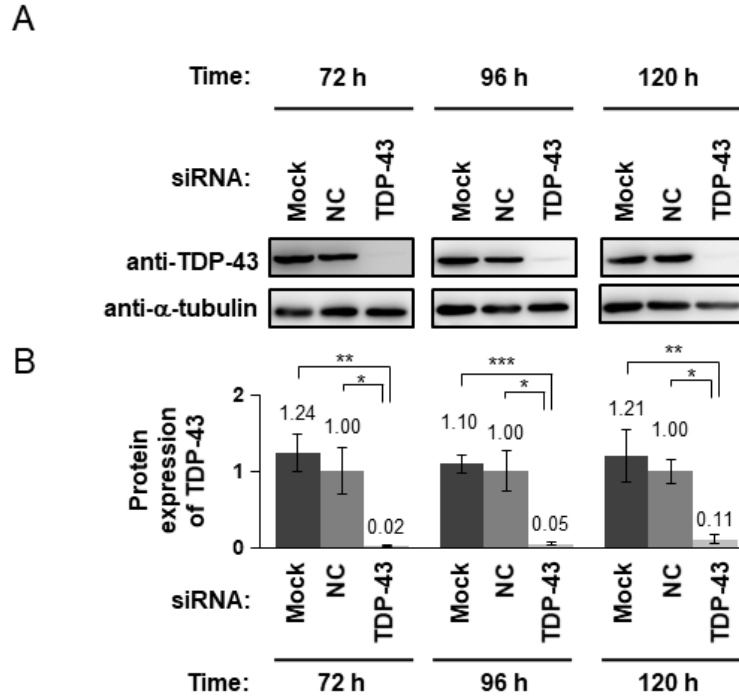 A
Time: 72 h 96 h 120 h
siRNA: Mock NC TDP-43 Mock NC TDP-43 Mock NC TDP-43
anti-TDP-43
anti-α-tubulin
B
** *** **
* * *
Protein
expression
of TDP-43
2
1
0
1.24 1.00 0.02 1.10 1.00 0.05 1.21 1.00 0.11
siRNA: Mock NC TDP-43 Mock NC TDP-43 Mock NC TDP-43
Time: 72 h 96 h 120 h